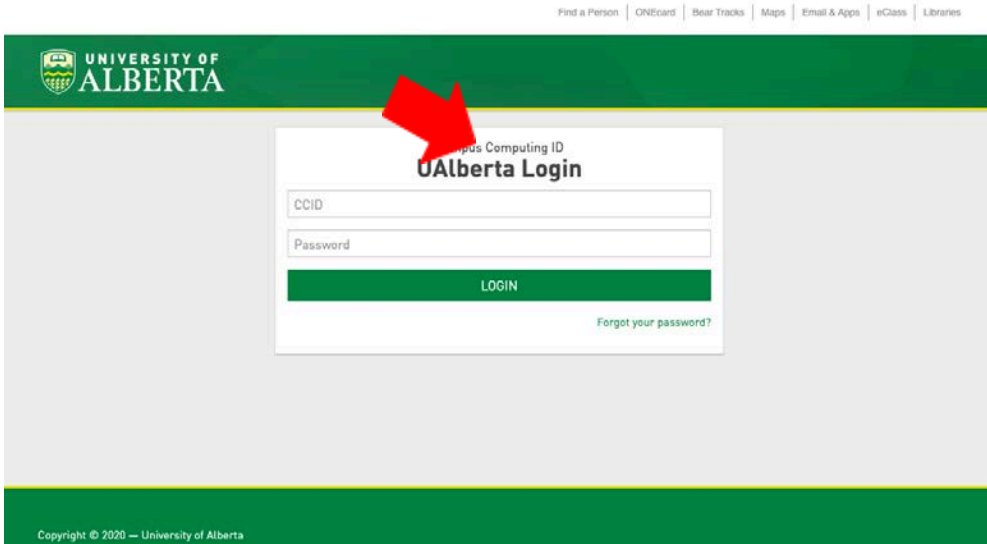 Find a Person | ONEcard | Bear Tracks | Maps | Email & Apps | eClass | Libraries
UNIVERSITY OF
ALBERTA
Computing ID
UAlberta Login
CCID
Password
LOGIN
Forgot your password?
Copyright © 2020 — University of Alberta